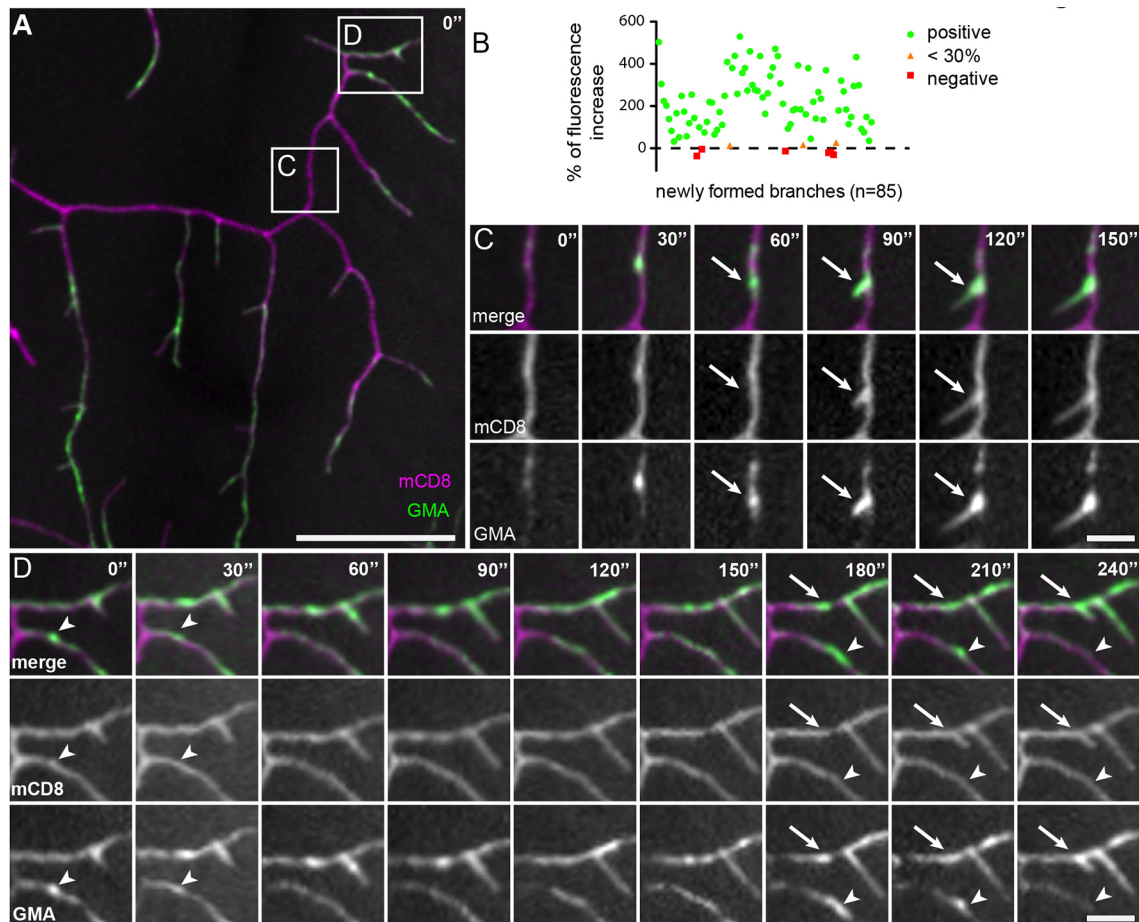 A
0”
D
C
mCD8
GMA
B
600
400
200
0
% of fluorescence
increase
positive
< 30%
negative
newly formed branches (n=85)
C
0”
30”
60”
90”
120”
150”
merge
mCD8
GMA
D
0”
30”
60”
90”
120”
150”
180”
210”
240”
merge
mCD8
GMA